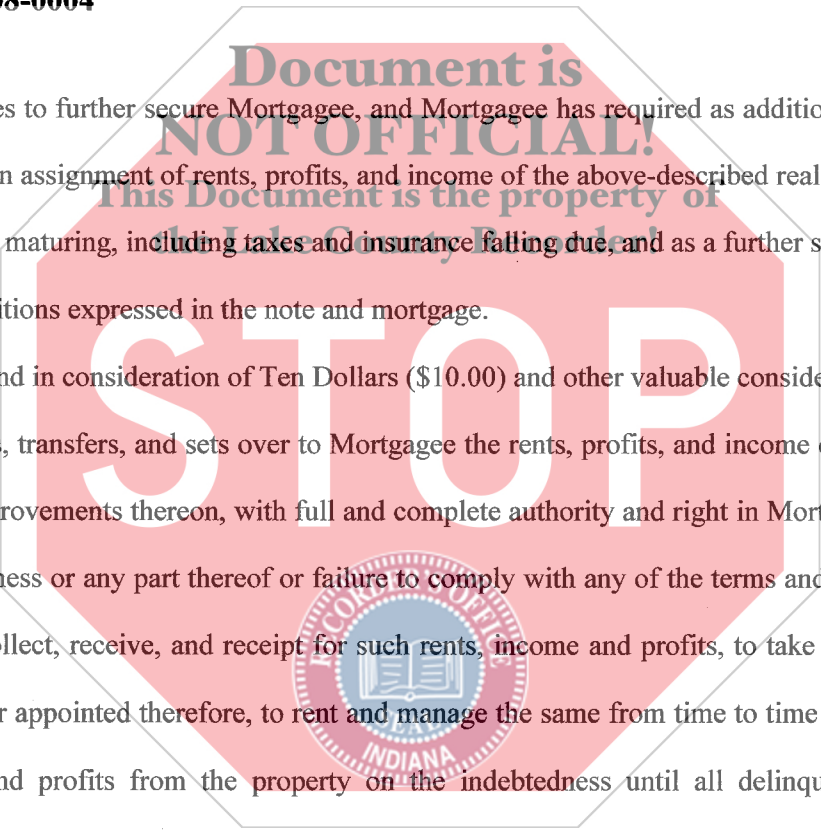 Document is
es to further secure Mortgagee, and Mortgagee has required as additio
NOT OFFICIAL!
n assignment of rents, profits, and income of the above-described real
This Document is the property of
maturing, including taxes and insurance falling due, and as a further s
the Lake County Recorder!
itions expressed in the note and mortgage.
STOP
nd in consideration of Ten Dollars ($10.00) and other valuable conside
, transfers, and sets over to Mortgagee the rents, profits, and income
rovements thereon, with full and complete authority and right in Mort
ness or any part thereof or failure to comply with any of the terms and
RECORDER'S OFFICE
ollect, receive, and receipt for such rents, income and profits, to take
r appointed therefore, to rent and manage the same from time to time
SEAL
INDIANA
nd profits from the property on the indebtedness until all delinqu